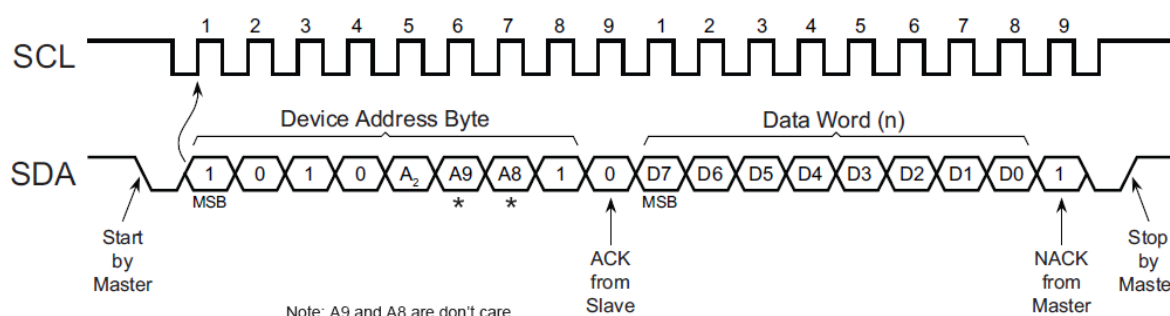 1 2 3 4 5 6 7 8 9 1 2 3 4 5 6 7 8 9
SCL
Device Address Byte Data Word (n)
SDA 1 0 1 0 A2 A9 A8 1 0 D7 D6 D5 D4 D3 D2 D1 D0 1
MSB * * MSB
Start
by
Master
ACK
from
Slave
NACK
from
Master
Stop
by
Maste
Note: A9 and A8 are don't care